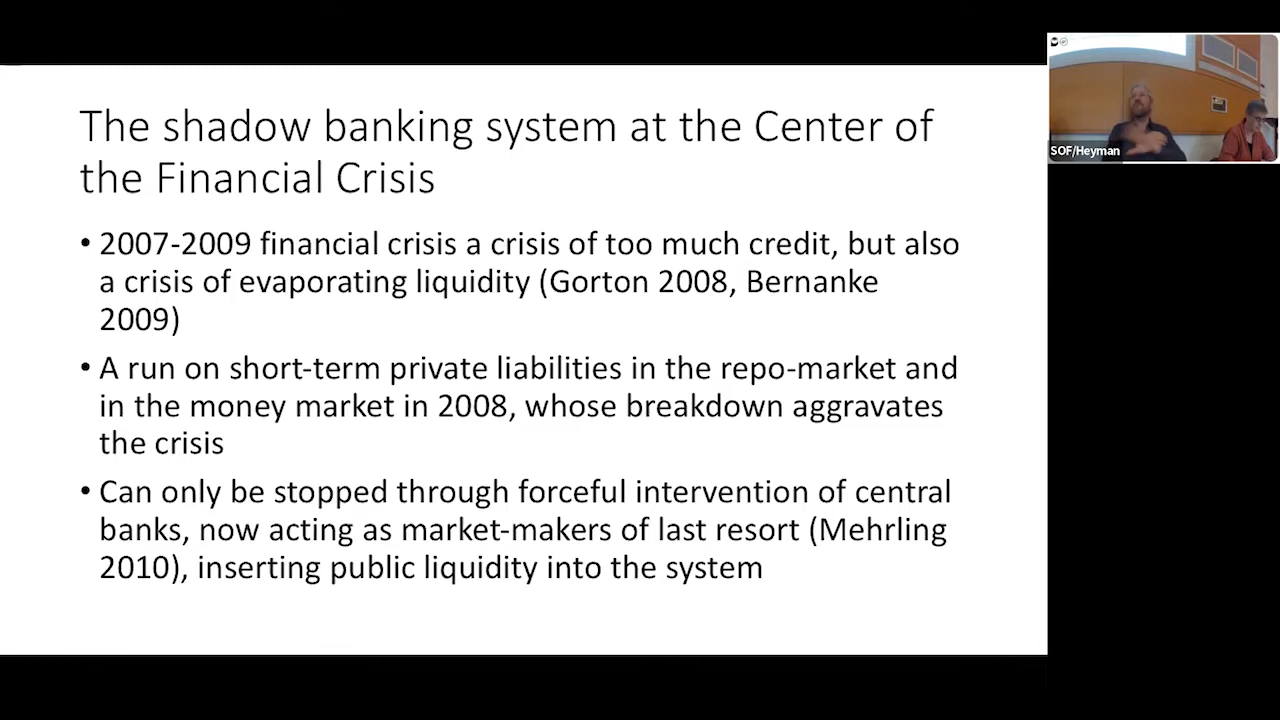 The shadow banking system at the Center of
the Financial Crisis
• 2007-2009 financial crisis a crisis of too much credit, but also
a crisis of evaporating liquidity (Gorton 2008, Bernanke
2009)
• A run on short-term private liabilities in the repo-market and
in the money market in 2008, whose breakdown aggravates
the crisis
• Can only be stopped through forceful intervention of central
banks, now acting as market-makers of last resort (Mehrling
2010), inserting public liquidity into the system
SOF/Heyman